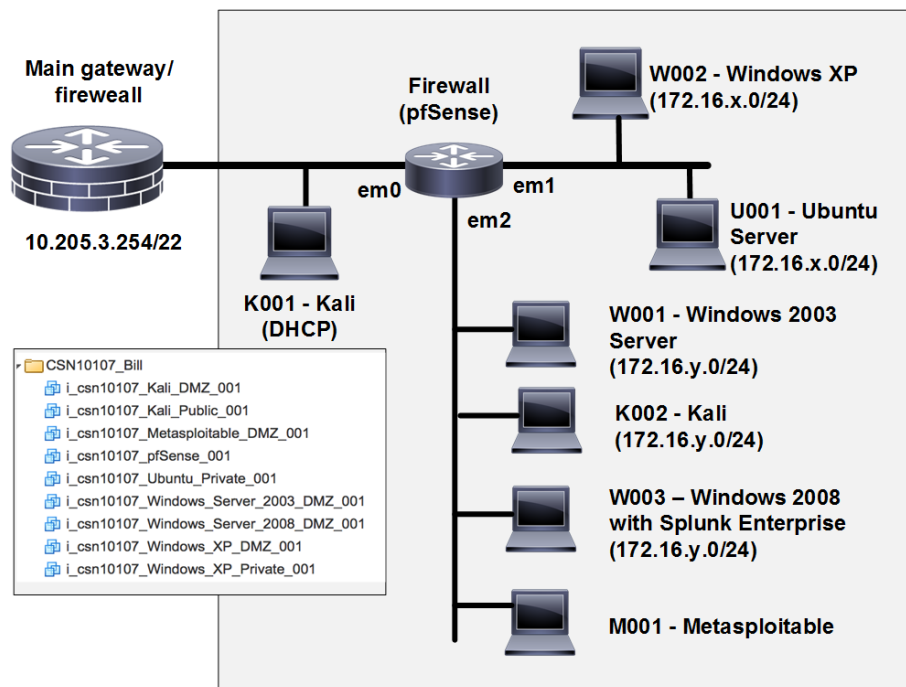 Main gateway/
fireweall
10.205.3.254/22
Firewall
(pfSense)
em0
em1
em2
K001 - Kali
(DHCP)
W002 - Windows XP
(172.16.x.0/24)
U001 - Ubuntu
Server
(172.16.x.0/24)
W001 - Windows 2003
Server
(172.16.y.0/24)
K002 - Kali
(172.16.y.0/24)
W003 – Windows 2008
with Splunk Enterprise
(172.16.y.0/24)
M001 - Metasploitable
CSN10107_Bill
i_csn10107_Kali_DMZ_001
i_csn10107_Kali_Public_001
i_csn10107_Metasploitable_DMZ_001
i_csn10107_pfSense_001
i_csn10107_Ubuntu_Private_001
i_csn10107_Windows_Server_2003_DMZ_001
i_csn10107_Windows_Server_2008_DMZ_001
i_csn10107_Windows_XP_DMZ_001
i_csn10107_Windows_XP_Private_001